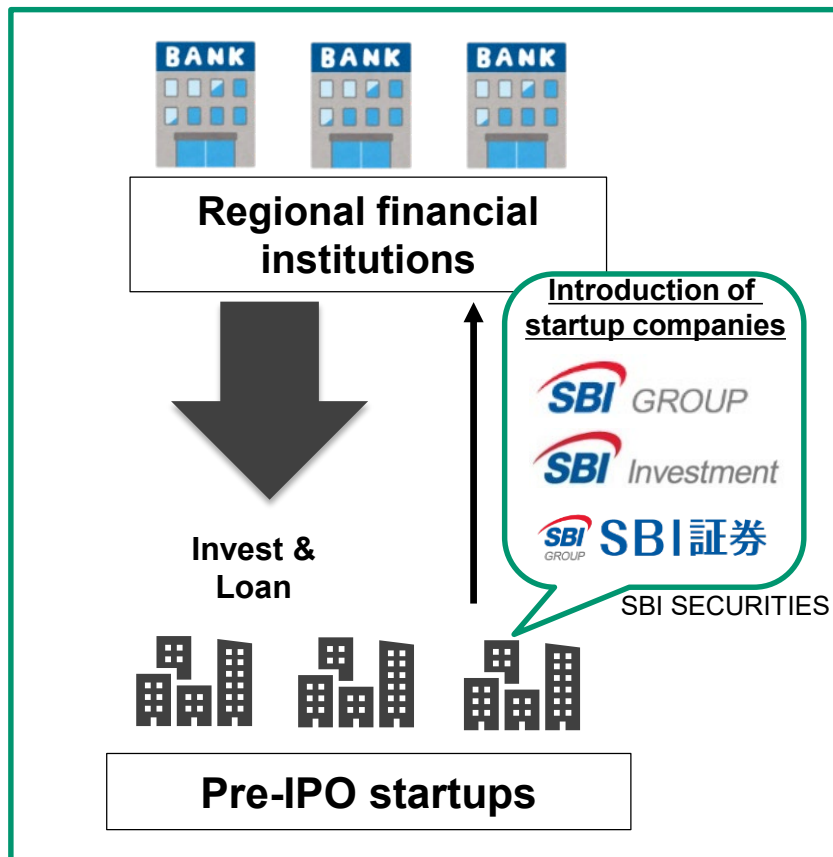 BANK BANK BANK
Regional financial
institutions
Introduction of
startup companies
SBI GROUP
SBI Investment
SBI GROUP SBI証券
SBI SECURITIES
Invest &
Loan
Pre-IPO startups